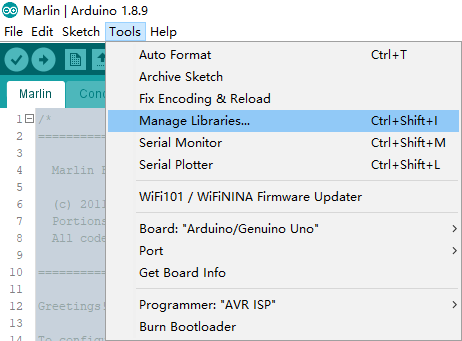 Marlin | Arduino 1.8.9
File Edit Sketch Tools Help
Auto Format Ctrl+T
Archive Sketch
Fix Encoding & Reload
Manage Libraries... Ctrl+Shift+I
Serial Monitor Ctrl+Shift+M
Serial Plotter Ctrl+Shift+L
WiFi101 / WiFiNINA Firmware Updater
Board: "Arduino/Genuino Uno"
Port
Get Board Info
Programmer: "AVR ISP"
Burn Bootloader
Marlin
1 /*
2 ============
3
4 Marlin
5
6 (c) 2011
7 Portions
8 All code
9
10 ============
11
12 Greetings!
13
14 To config